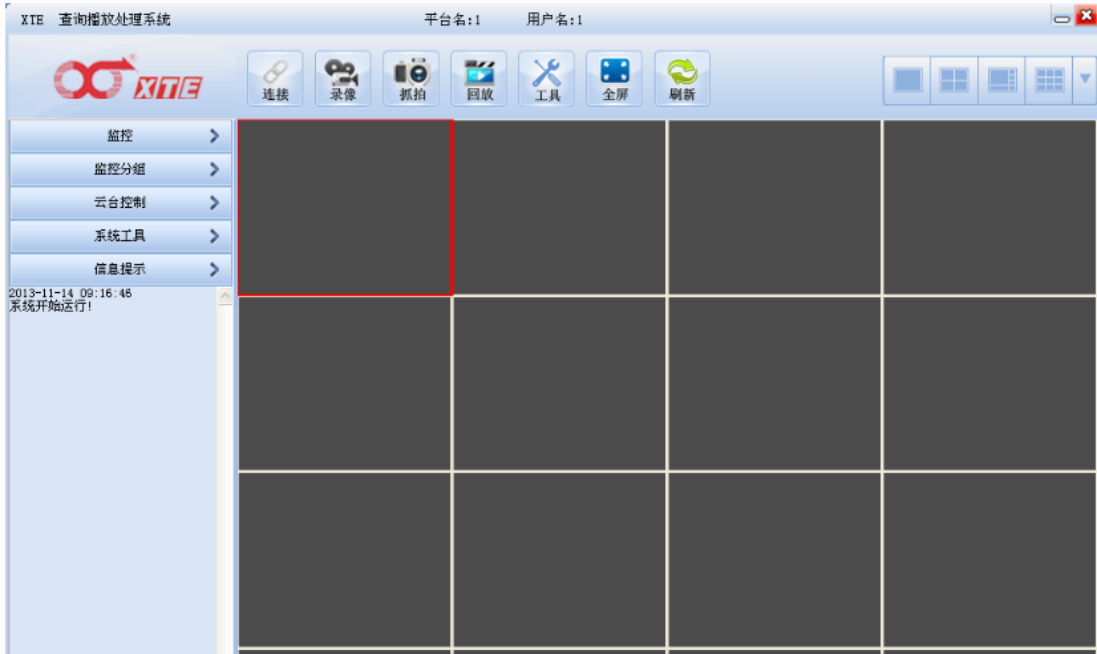 XTE 查询播放处理系统 平台名:1 用户名:1
XTE
连接 录像 抓拍 回放 工具 全屏 刷新
监控
监控分组
云台控制
系统工具
信息提示
2013-11-14 09:16:46
系统开始运行!